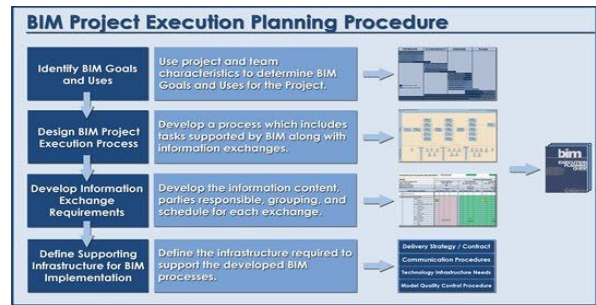 BIM Project Execution Planning Procedure
Identify BIM Goals
and Uses
Use project and team
characteristics to determine BIM
Goals and Uses for the Project.
Design BIM Project
Execution Process
Develop a process which includes
tasks supported by BIM along with
information exchanges.
Develop Information
Exchange
Requirements
Develop the information content,
parties responsible, grouping, and
schedule for each exchange.
Define Supporting
Infrastructure for BIM
Implementation
Define the infrastructure required to
support the developed BIM
processes.
Delivery Strategy / Contract
Communication Procedures
Technology Infrastructure Needs
Model Quality Control Procedure
bim
EXECUTION
PLANNING